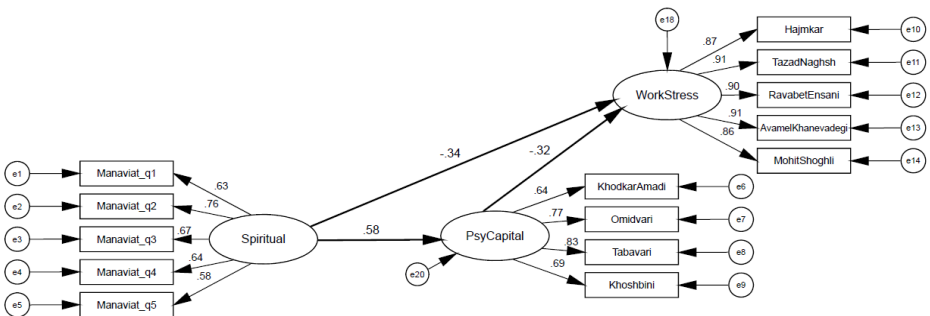 e18
.87
Hajmkar
e10
.91
TazadNaghsh
e11
WorkStress
.90
RavabetEnsani
e12
.91
AvamelKhanevadegi
e13
.86
MohitShoghli
e14
-.34
-.32
e1
Manaviat_q1
.63
e2
Manaviat_q2
.76
e3
Manaviat_q3
.67
Spiritual
e4
Manaviat_q4
.64
e5
Manaviat_q5
.58
.58
PsyCapital
e20
.64
KhodkarAmadi
e6
.77
Omidvari
e7
.83
Tabavari
e8
.69
Khoshbini
e9